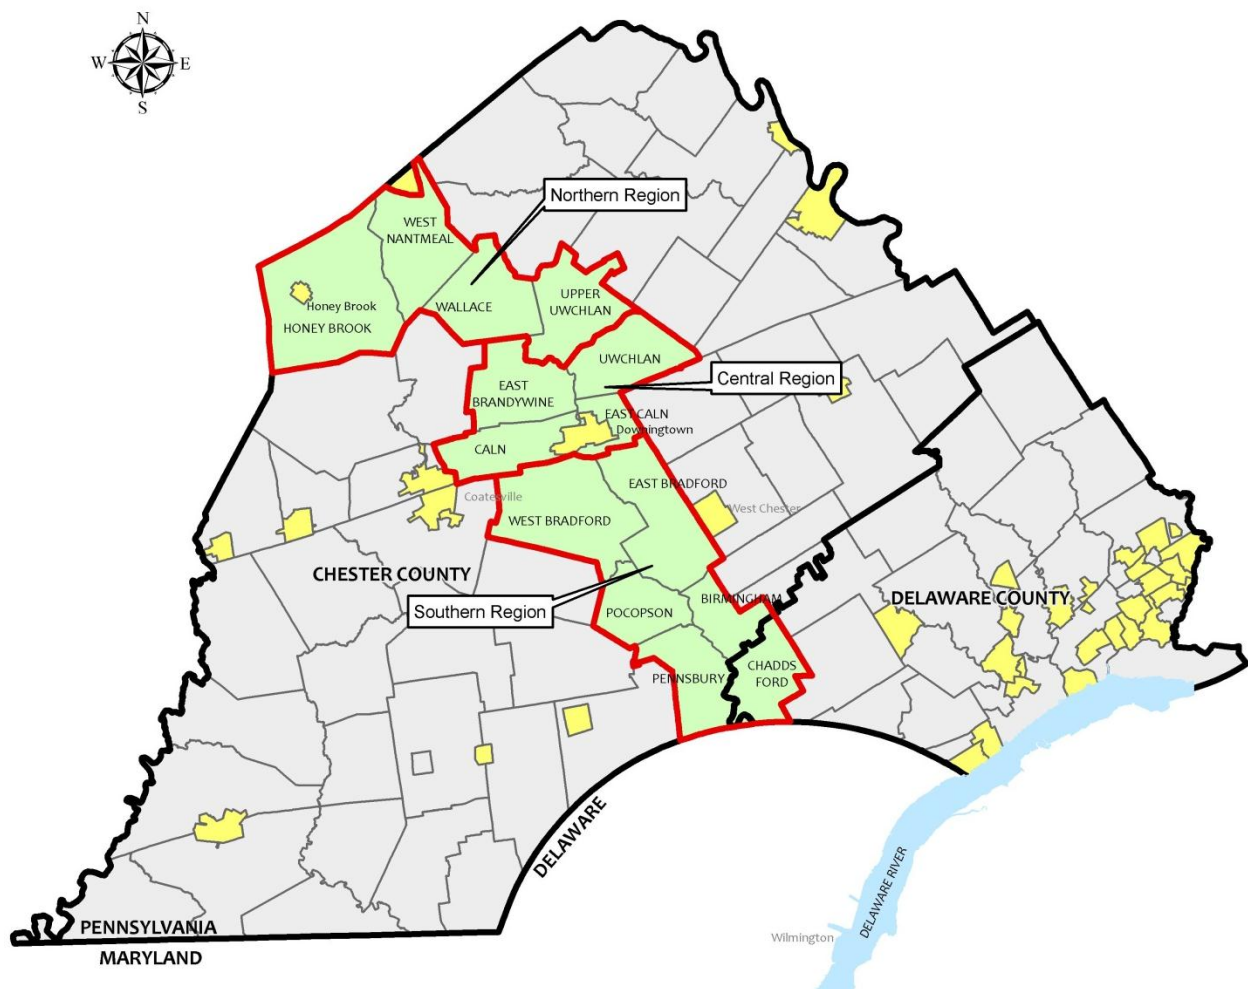 N
W E
S
Northern Region
WEST
NANTMEAL
Honey Brook
HONEY BROOK
WALLACE
UPPER
UWCHLAN
UWCHLAN
Central Region
EAST
BRANDYWINE
EAST CALN
Downingtown
CALN
EAST BRADFORD
Coatesville
West Chester
WEST BRADFORD
CHESTER COUNTY
Southern Region
POCOPSON
BIRMINGHAM
DELAWARE COUNTY
PENNSBURY
CHADDS
FORD
DELAWARE
DELAWARE RIVER
PENNSYLVANIA
MARYLAND
Wilmington